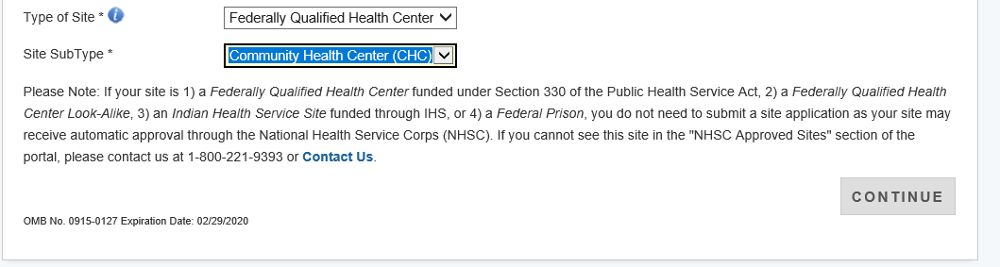 Type of Site * i Federally Qualified Health Center
Site SubType * Community Health Center (CHC)
Please Note: If your site is 1) a Federally Qualified Health Center funded under Section 330 of the Public Health Service Act, 2) a Federally Qualified Health
Center Look-Alike, 3) an Indian Health Service Site funded through IHS, or 4) a Federal Prison, you do not need to submit a site application as your site may
receive automatic approval through the National Health Service Corps (NHSC). If you cannot see this site in the "NHSC Approved Sites" section of the
portal, please contact us at 1-800-221-9393 or Contact Us.
CONTINUE
OMB No. 0915-0127 Expiration Date: 02/29/2020